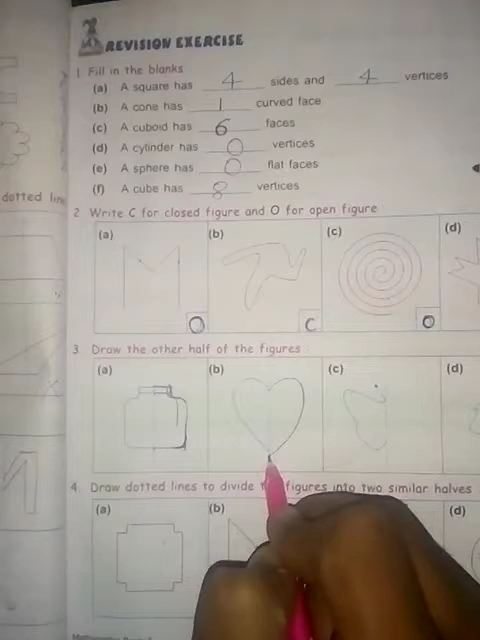 REVISION EXERCISE
1 Fill in the blanks
(a) A square has 4 sides and 4 vertices
(b) A cone has 1 curved face
(c) A cuboid has 6 faces
(d) A cylinder has 0 vertices
(e) A sphere has 0 flat faces
(f) A cube has 8 vertices
dotted lin
2 Write C for closed figure and O for open figure
(a) (b) (c) (d)
O C O
3 Draw the other half of the figures
(a) (b) (c) (d)
4. Draw dotted lines to divide figures into two similar halves
(a) (b) (d)